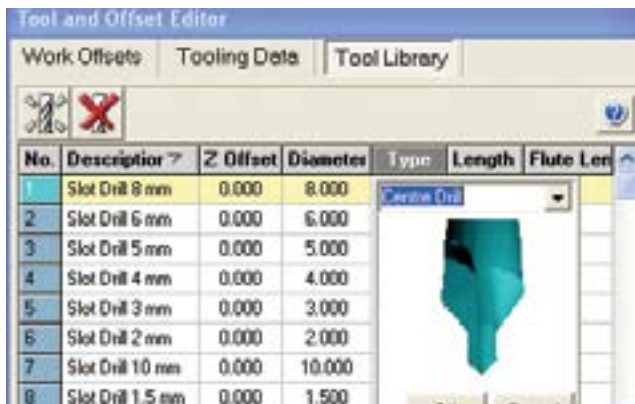 Tool and Offset Editor
Work Offsets Tooling Data Tool Library
No. Description Z Offset Diameter Type Length Flute Len
1 Slot Drill 8 mm 0.000 8.000 Centre Drill
2 Slot Drill 6 mm 0.000 6.000
3 Slot Drill 5 mm 0.000 5.000
4 Slot Drill 4 mm 0.000 4.000
5 Slot Drill 3 mm 0.000 3.000
6 Slot Drill 2 mm 0.000 2.000
7 Slot Drill 10 mm 0.000 10.000
8 Slot Drill 1.5 mm 0.000 1.500